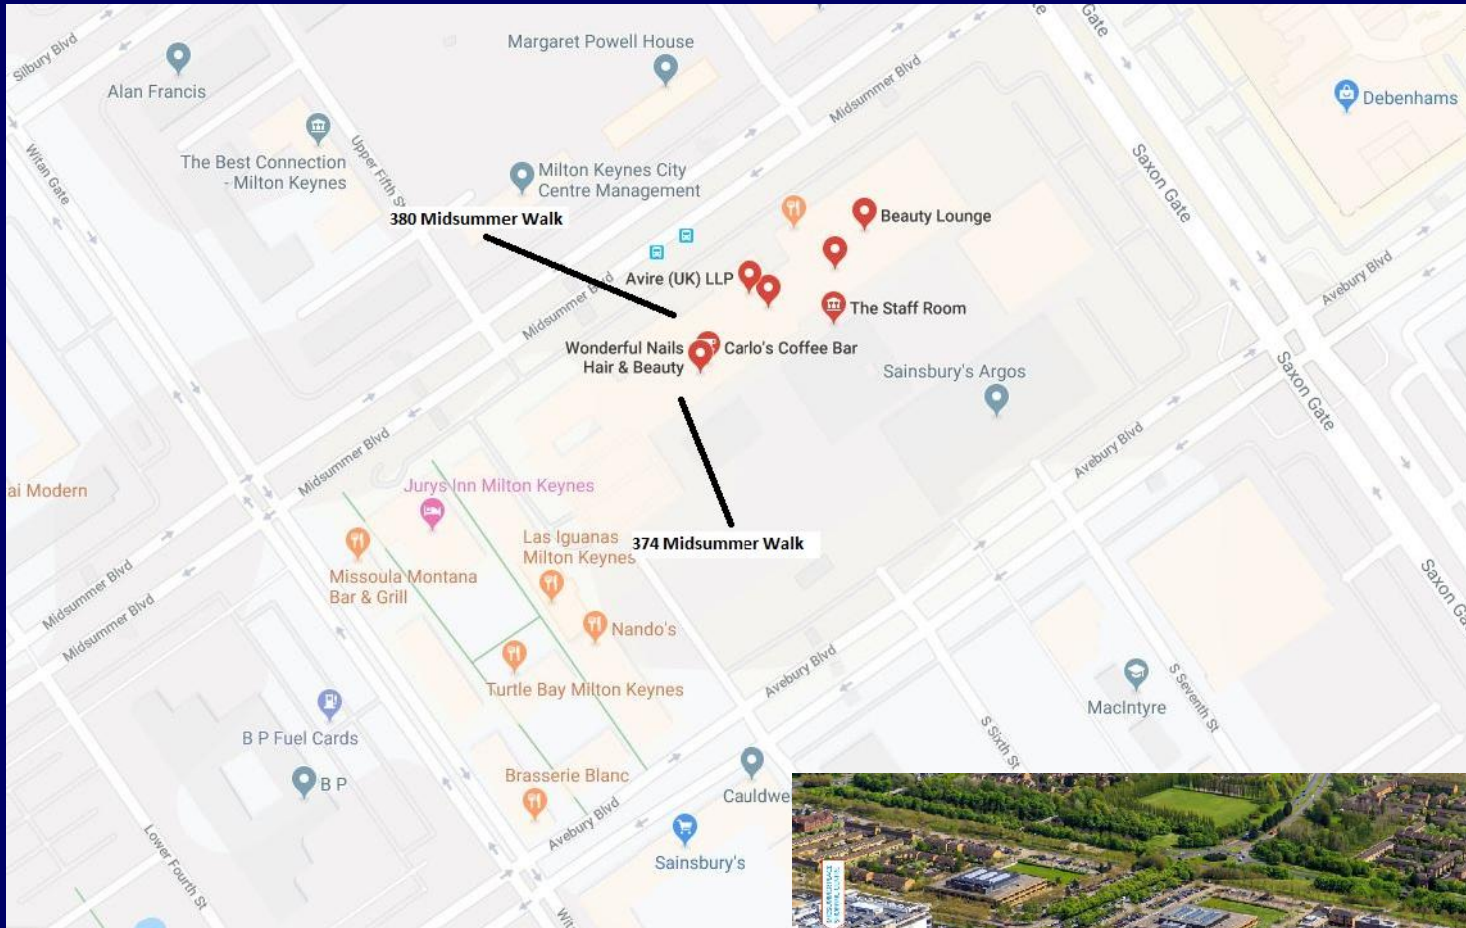 Silbury Blvd
Alan Francis
Margaret Powell House
Midsummer Blvd
Gate
Debenhams
Witan Gate
The Best Connection
- Milton Keynes
Upper Fifth St
Milton Keynes City
Centre Management
Saxon Gate
380 Midsummer Walk
Beauty Lounge
Avire (UK) LLP
Midsummer Blvd
The Staff Room
Avebury Blvd
Wonderful Nails
Hair & Beauty
Carlo's Coffee Bar
Sainsbury's Argos
Saxon Gate
Midsummer Blvd
Avebury Blvd
ai Modern
Jurys Inn Milton Keynes
Las Iguanas
Milton Keynes
374 Midsummer Walk
Missoula Montana
Bar & Grill
Midsummer Blvd
Midsummer Blvd
Nando's
Saxon Ga
Turtle Bay Milton Keynes
Avebury Blvd
S Seventh St
MacIntyre
B P Fuel Cards
S Sixth St
B P
Brasserie Blanc
Cauldwe
Avebury Blvd
Lower Fourth St
Sainsbury's
Wit